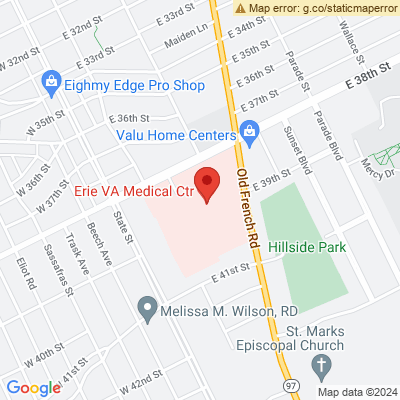 Map error: g.co/staticmaperror
E 32nd St
E 33rd St
Maiden Ln
E 34th St
E 35th St
E 36th St
E 37th St
E 38th St
Wallace St
Parade St
Parade Blvd
Sunset Blvd
Mercy Dr
W 35th St
E 33rd St
Eighmy Edge Pro Shop
E 36th St
Valu Home Centers
W 36th St
W 37th St
Erie VA Medical Ctr
E 39th St
Old French Rd
Hillside Park
State St
Beech Ave
Trask Ave
Sassafras St
Eliot Rd
E 41st St
Melissa M. Wilson, RD
St. Marks
Episcopal Church
W 40th St
W 41st St
W 42nd St
97
Google
Map data ©2024